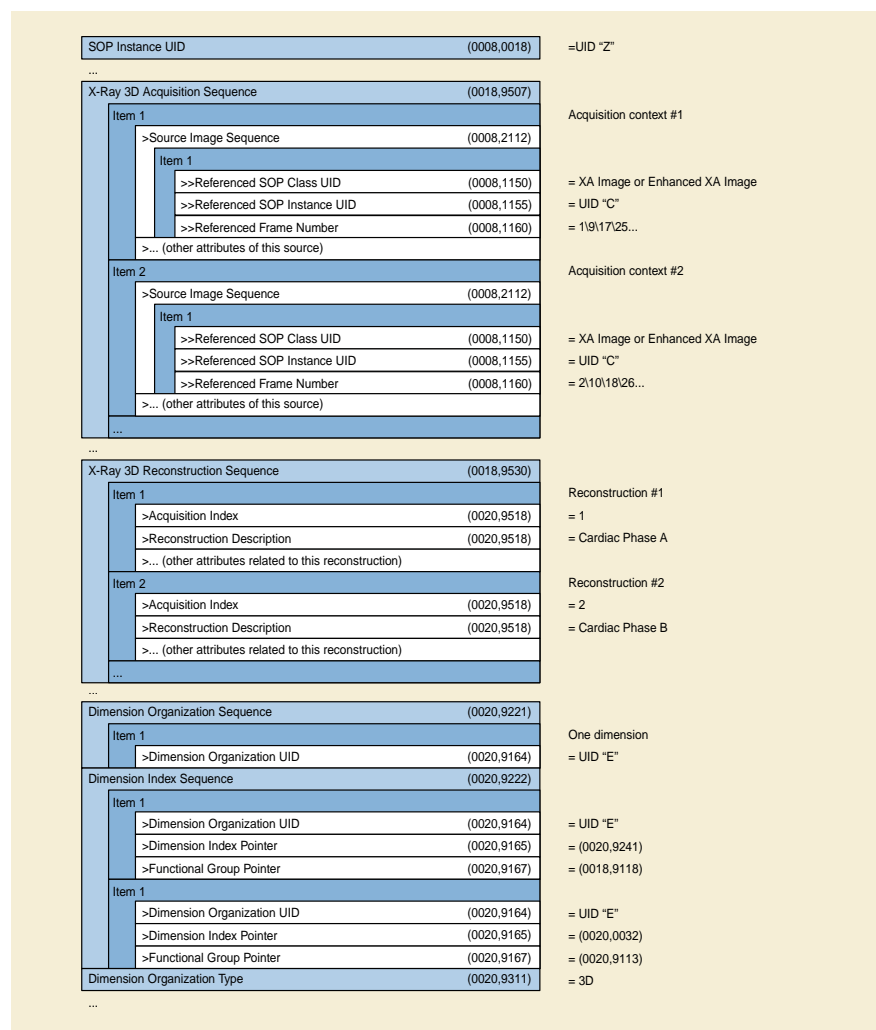 SOP Instance UID (0008,0018) =UID “Z”
...
X-Ray 3D Acquisition Sequence (0018,9507)
Item 1 Acquisition context #1
>Source Image Sequence (0008,2112)
Item 1
>>Referenced SOP Class UID (0008,1150) = XA Image or Enhanced XA Image
>>Referenced SOP Instance UID (0008,1155) = UID “C”
>>Referenced Frame Number (0008,1160) = 1\9\17\25...
>... (other attributes of this source)
Item 2 Acquisition context #2
>Source Image Sequence (0008,2112)
Item 1
>>Referenced SOP Class UID (0008,1150) = XA Image or Enhanced XA Image
>>Referenced SOP Instance UID (0008,1155) = UID “C”
>>Referenced Frame Number (0008,1160) = 2\10\18\26...
>... (other attributes of this source)
...
...
X-Ray 3D Reconstruction Sequence (0018,9530)
Item 1 Reconstruction #1
>Acquisition Index (0020,9518) = 1
>Reconstruction Description (0020,9518) = Cardiac Phase A
>... (other attributes related to this reconstruction)
Item 2 Reconstruction #2
>Acquisition Index (0020,9518) = 2
>Reconstruction Description (0020,9518) = Cardiac Phase B
>... (other attributes related to this reconstruction)
...
...
Dimension Organization Sequence (0020,9221)
Item 1 One dimension
>Dimension Organization UID (0020,9164) = UID “E”
Dimension Index Sequence (0020,9222)
Item 1
>Dimension Organization UID (0020,9164) = UID “E”
>Dimension Index Pointer (0020,9165) = (0020,9241)
>Functional Group Pointer (0020,9167) = (0018,9118)
Item 1
>Dimension Organization UID (0020,9164) = UID “E”
>Dimension Index Pointer (0020,9165) = (0020,0032)
>Functional Group Pointer (0020,9167) = (0020,9113)
Dimension Organization Type (0020,9311) = 3D
...